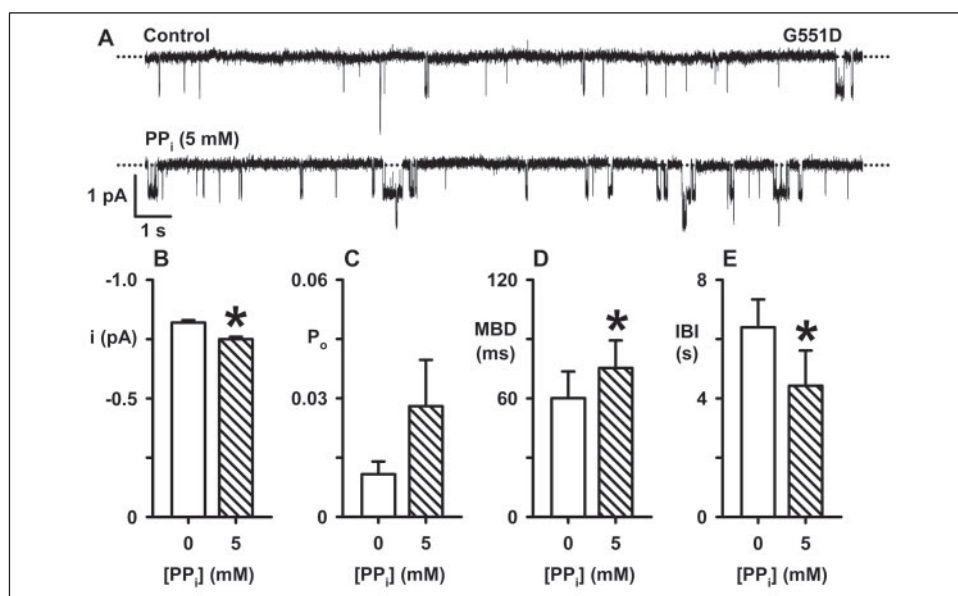 A
Control
G551D
PPi (5 mM)
1 pA
1 s
B
C
D
E
-1.0
-0.5
0
i (pA)
*
0
5
[PPi] (mM)
0.06
0.03
0
Po
0
5
[PPi] (mM)
120
60
0
MBD
(ms)
*
0
5
[PPi] (mM)
8
4
0
IBI
(s)
*
0
5
[PPi] (mM)